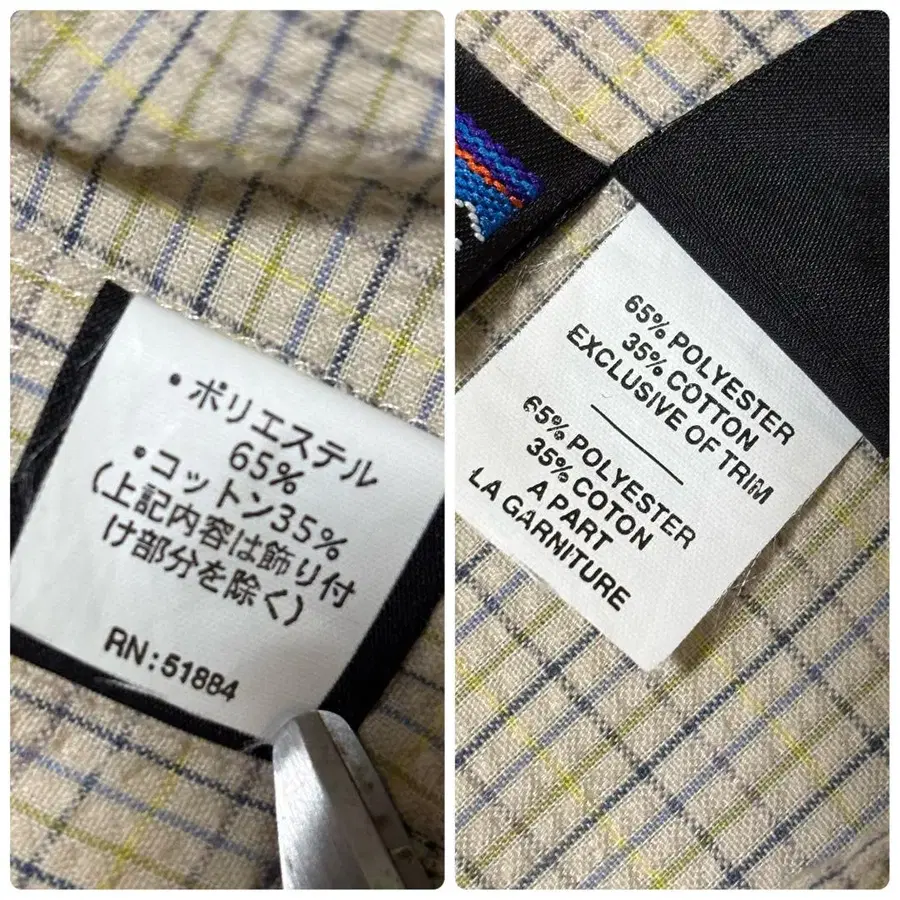 ・ポリエステル
65%
・コットン35%
(上記内容は飾り付
け部分を除く)
RN:51884
65% POLYESTER
35% COTTON
EXCLUSIVE OF TRIM
65% POLYESTER
35% COTON
A PART
LA GARNITURE